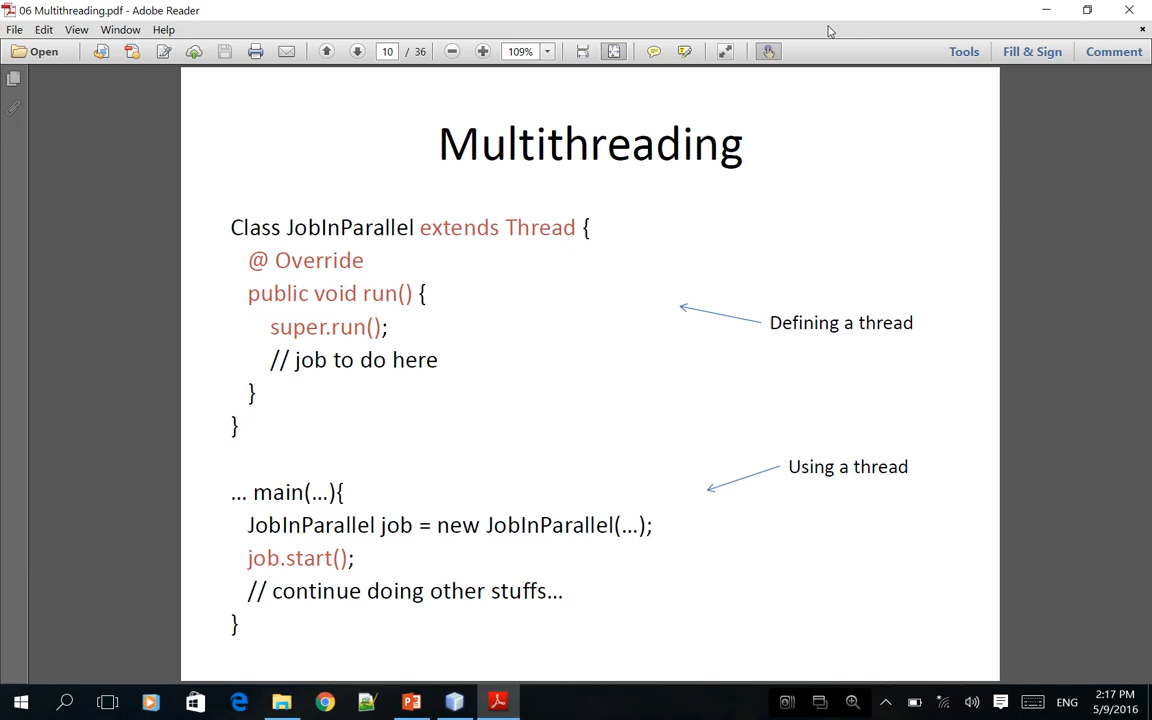 06 Multithreading.pdf - Adobe Reader
File Edit View Window Help
Open 10 / 36 109% Tools Fill & Sign Comment
Multithreading
Class JobInParallel extends Thread {
@ Override
public void run() {
super.run();
// job to do here
}
}
Defining a thread
Using a thread
... main(...){
JobInParallel job = new JobInParallel(...);
job.start();
// continue doing other stuffs...
}
ENG
2:17 PM
5/9/2016